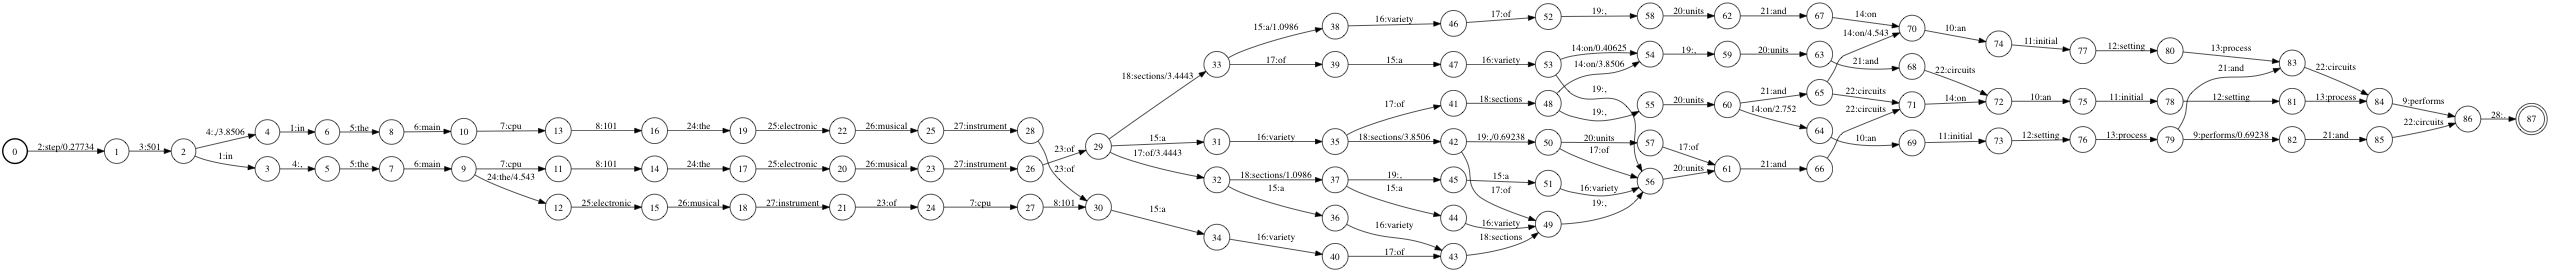 0 2:step/0.27734 1 3:501 2
4:,/3.8506 4 1:in 6 5:the 8 6:main 10 7:cpu 13 8:101 16 24:the 19 25:electronic 22 26:musical 25 27:instrument 28
1:in 3 4:, 5 5:the 7 6:main 9 7:cpu 11 8:101 14 24:the 17 25:electronic 20 26:musical 23 27:instrument 26 23:of 29
24:the/4.543 12 25:electronic 15 26:musical 18 27:instrument 21 23:of 24 7:cpu 27 8:101 30
23:of
18:sections/3.4443 33 15:a/1.0986 38 16:variety 46 17:of 52 19:, 58 20:units 62 21:and 67 14:on 70 10:an 74 11:initial 77 12:setting 80 13:process 83 22:circuits 84
17:of 39 15:a 47 16:variety 53 14:on/0.40625 54 19:, 59 20:units 63 21:and 68 22:circuits 72 10:an 75 11:initial 78 12:setting 81 13:process 84 9:performs 86 28:. 87
19:,
15:a 31 16:variety 35 17:of 41 18:sections 48 14:on/3.8506
19:, 55 20:units 60 21:and 65 14:on/4.543
22:circuits 71 14:on
14:on/2.752 64 10:an 69 11:initial 73 12:setting 76 13:process 79 21:and
9:performs/0.69238 82 21:and 85 22:circuits
18:sections/3.8506 42 19:,/0.69238 50 20:units 57 17:of 61 21:and 66 22:circuits
17:of 56 20:units
17:of 49 19:,
17:of/3.4443 32 18:sections/1.0986 37 19:, 45 15:a 51 16:variety
15:a 44 16:variety
15:a 36 16:variety 43 18:sections
15:a 34 16:variety 40 17:of